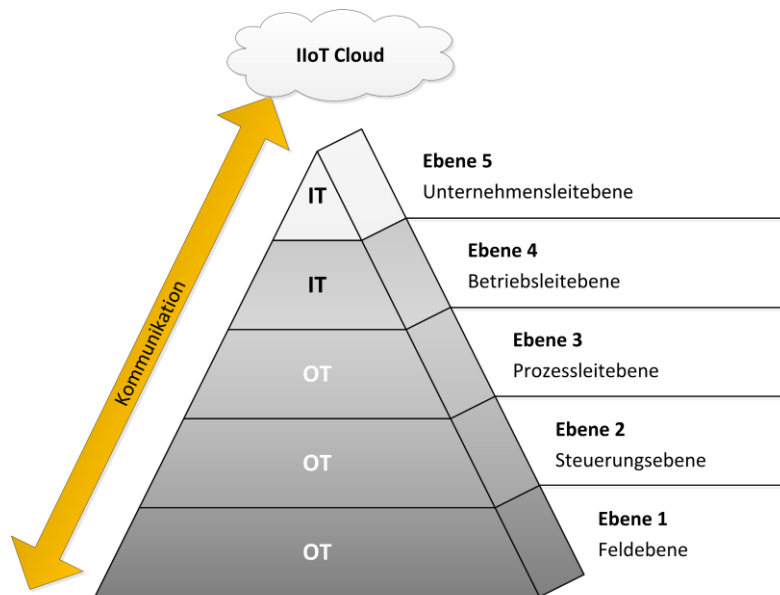 IIoT Cloud
Kommunikation
IT
Ebene 5
Unternehmensleitebene
IT
Ebene 4
Betriebsleitebene
OT
Ebene 3
Prozessleitebene
OT
Ebene 2
Steuerungsebene
OT
Ebene 1
Feldebene